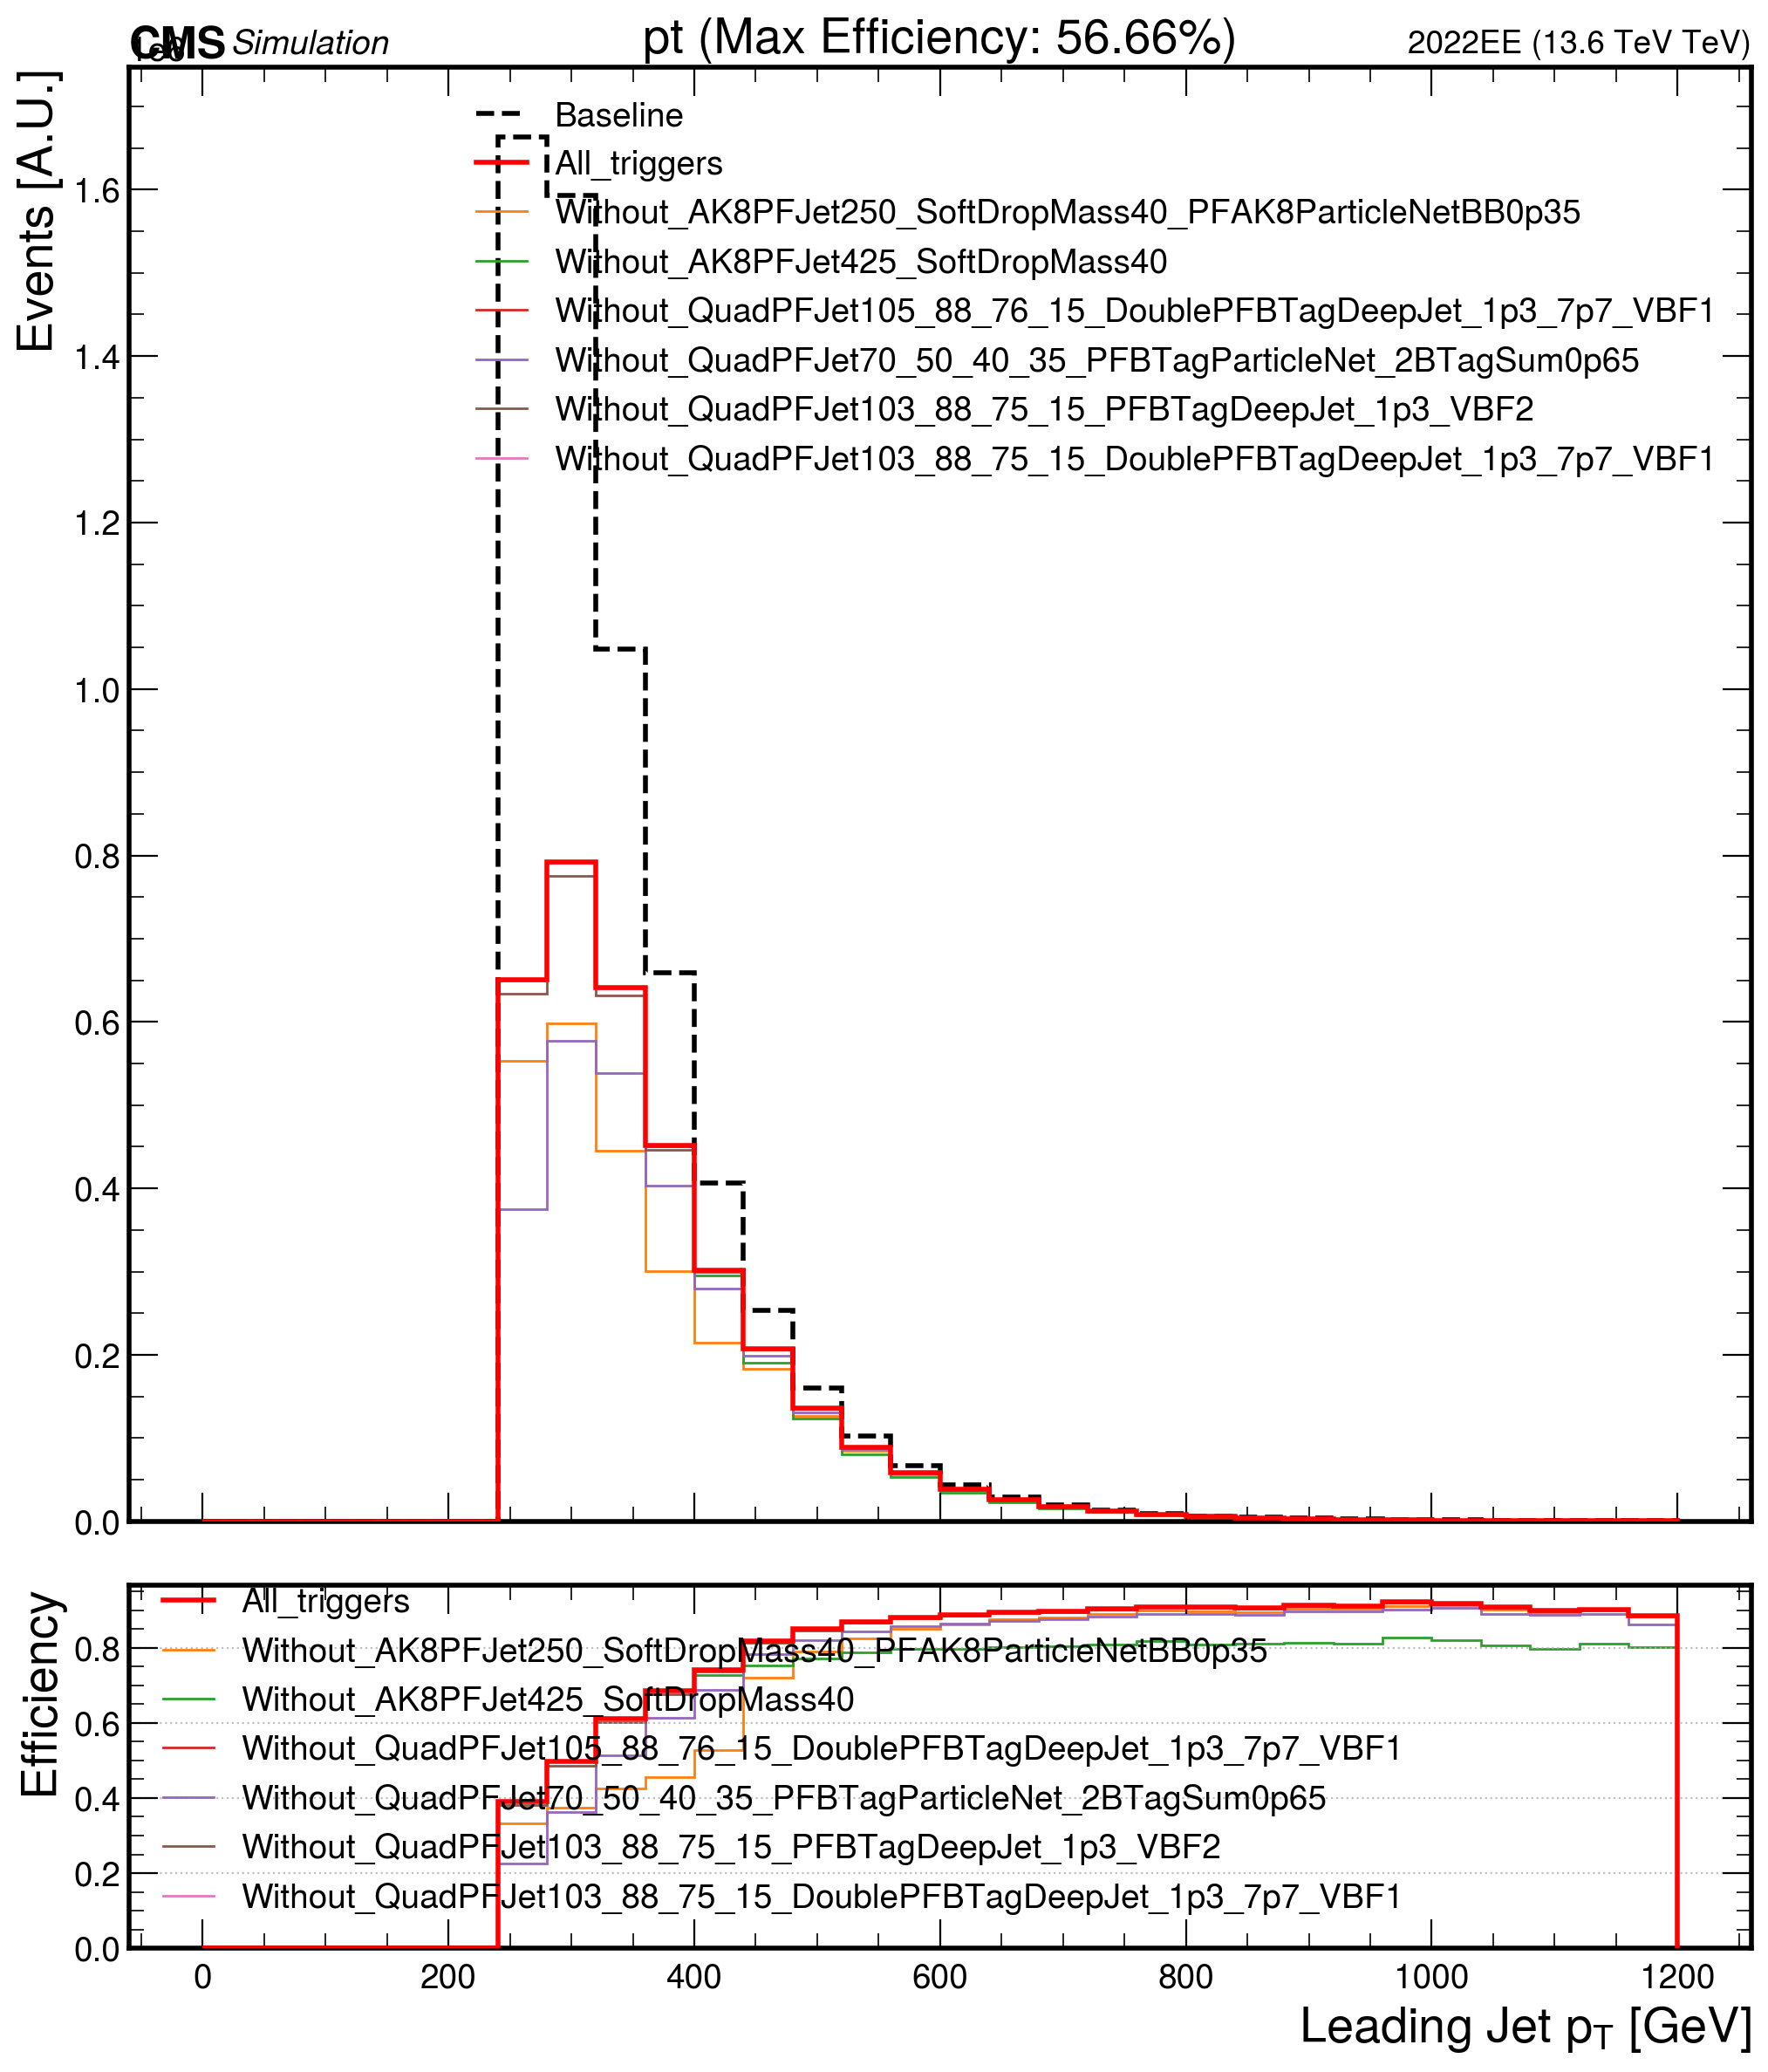 CMS Simulation pt (Max Efficiency: 56.66%) 2022EE (13.6 TeV TeV)
Events [A.U.]
Baseline
All_triggers
Without_AK8PFJet250_SoftDropMass40_PFAK8ParticleNetBB0p35
Without_AK8PFJet425_SoftDropMass40
Without_QuadPFJet105_88_76_15_DoublePFBTagDeepJet_1p3_7p7_VBF1
Without_QuadPFJet70_50_40_35_PFBTagParticleNet_2BTagSum0p65
Without_QuadPFJet103_88_75_15_PFBTagDeepJet_1p3_VBF2
Without_QuadPFJet103_88_75_15_DoublePFBTagDeepJet_1p3_7p7_VBF1
1.6
1.4
1.2
1.0
0.8
0.6
0.4
0.2
0.0
Efficiency
All_triggers
Without_AK8PFJet250_SoftDropMass40_PFAK8ParticleNetBB0p35
Without_AK8PFJet425_SoftDropMass40
Without_QuadPFJet105_88_76_15_DoublePFBTagDeepJet_1p3_7p7_VBF1
Without_QuadPFJet70_50_40_35_PFBTagParticleNet_2BTagSum0p65
Without_QuadPFJet103_88_75_15_PFBTagDeepJet_1p3_VBF2
Without_QuadPFJet103_88_75_15_DoublePFBTagDeepJet_1p3_7p7_VBF1
0.8
0.6
0.4
0.2
0.0
0 200 400 600 800 1000 1200
Leading Jet pT [GeV]